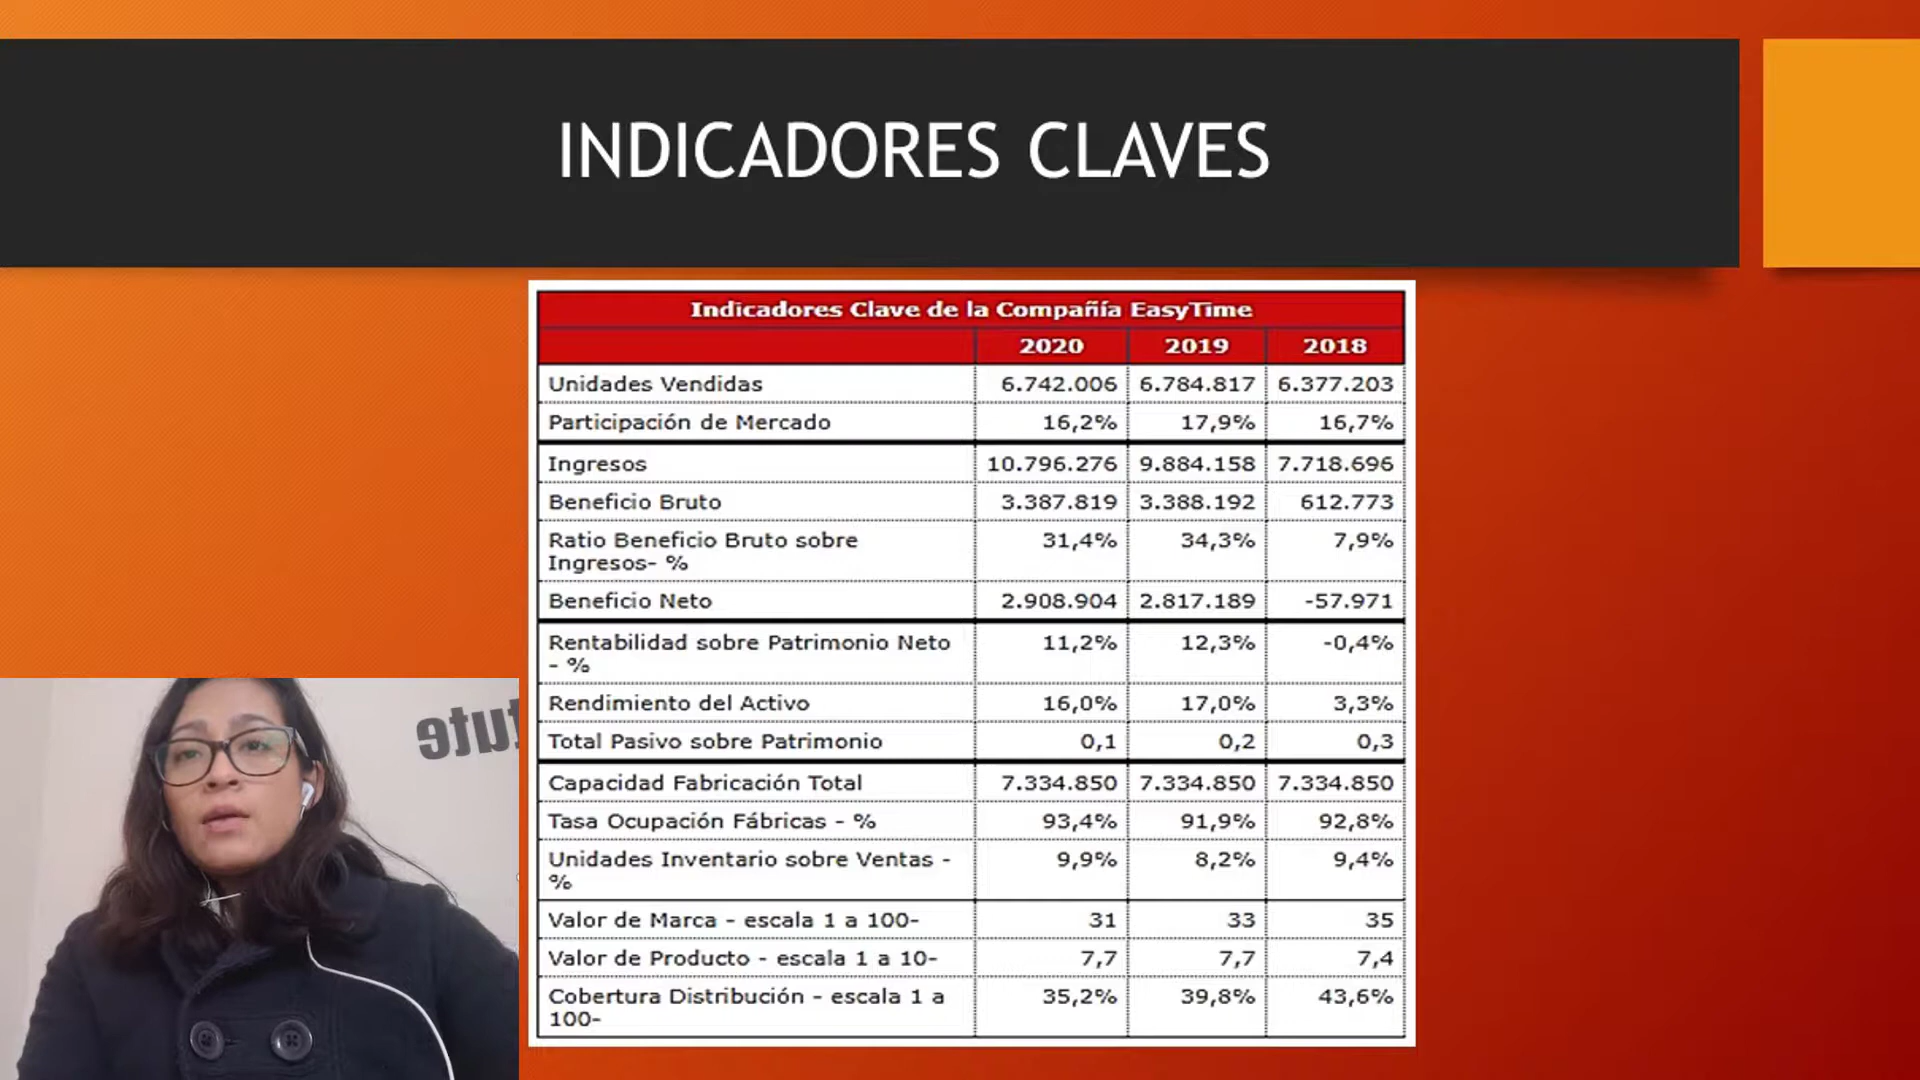 INDICADORES CLAVES
Indicadores Clave de la Compañía EasyTime
2020 2019 2018
Unidades Vendidas 6.742.006 6.784.817 6.377.203
Participación de Mercado 16,2% 17,9% 16,7%
Ingresos 10.796.276 9.884.158 7.718.696
Beneficio Bruto 3.387.819 3.388.192 612.773
Ratio Beneficio Bruto sobre 31,4% 34,3% 7,9%
Ingresos- %
Beneficio Neto 2.908.904 2.817.189 -57.971
Rentabilidad sobre Patrimonio Neto 11,2% 12,3% -0,4%
- %
Rendimiento del Activo 16,0% 17,0% 3,3%
Total Pasivo sobre Patrimonio 0,1 0,2 0,3
Capacidad Fabricación Total 7.334.850 7.334.850 7.334.850
Tasa Ocupación Fábricas - % 93,4% 91,9% 92,8%
Unidades Inventario sobre Ventas - 9,9% 8,2% 9,4%
%
Valor de Marca - escala 1 a 100- 31 33 35
Valor de Producto - escala 1 a 10- 7,7 7,7 7,4
Cobertura Distribución - escala 1 a 35,2% 39,8% 43,6%
100-